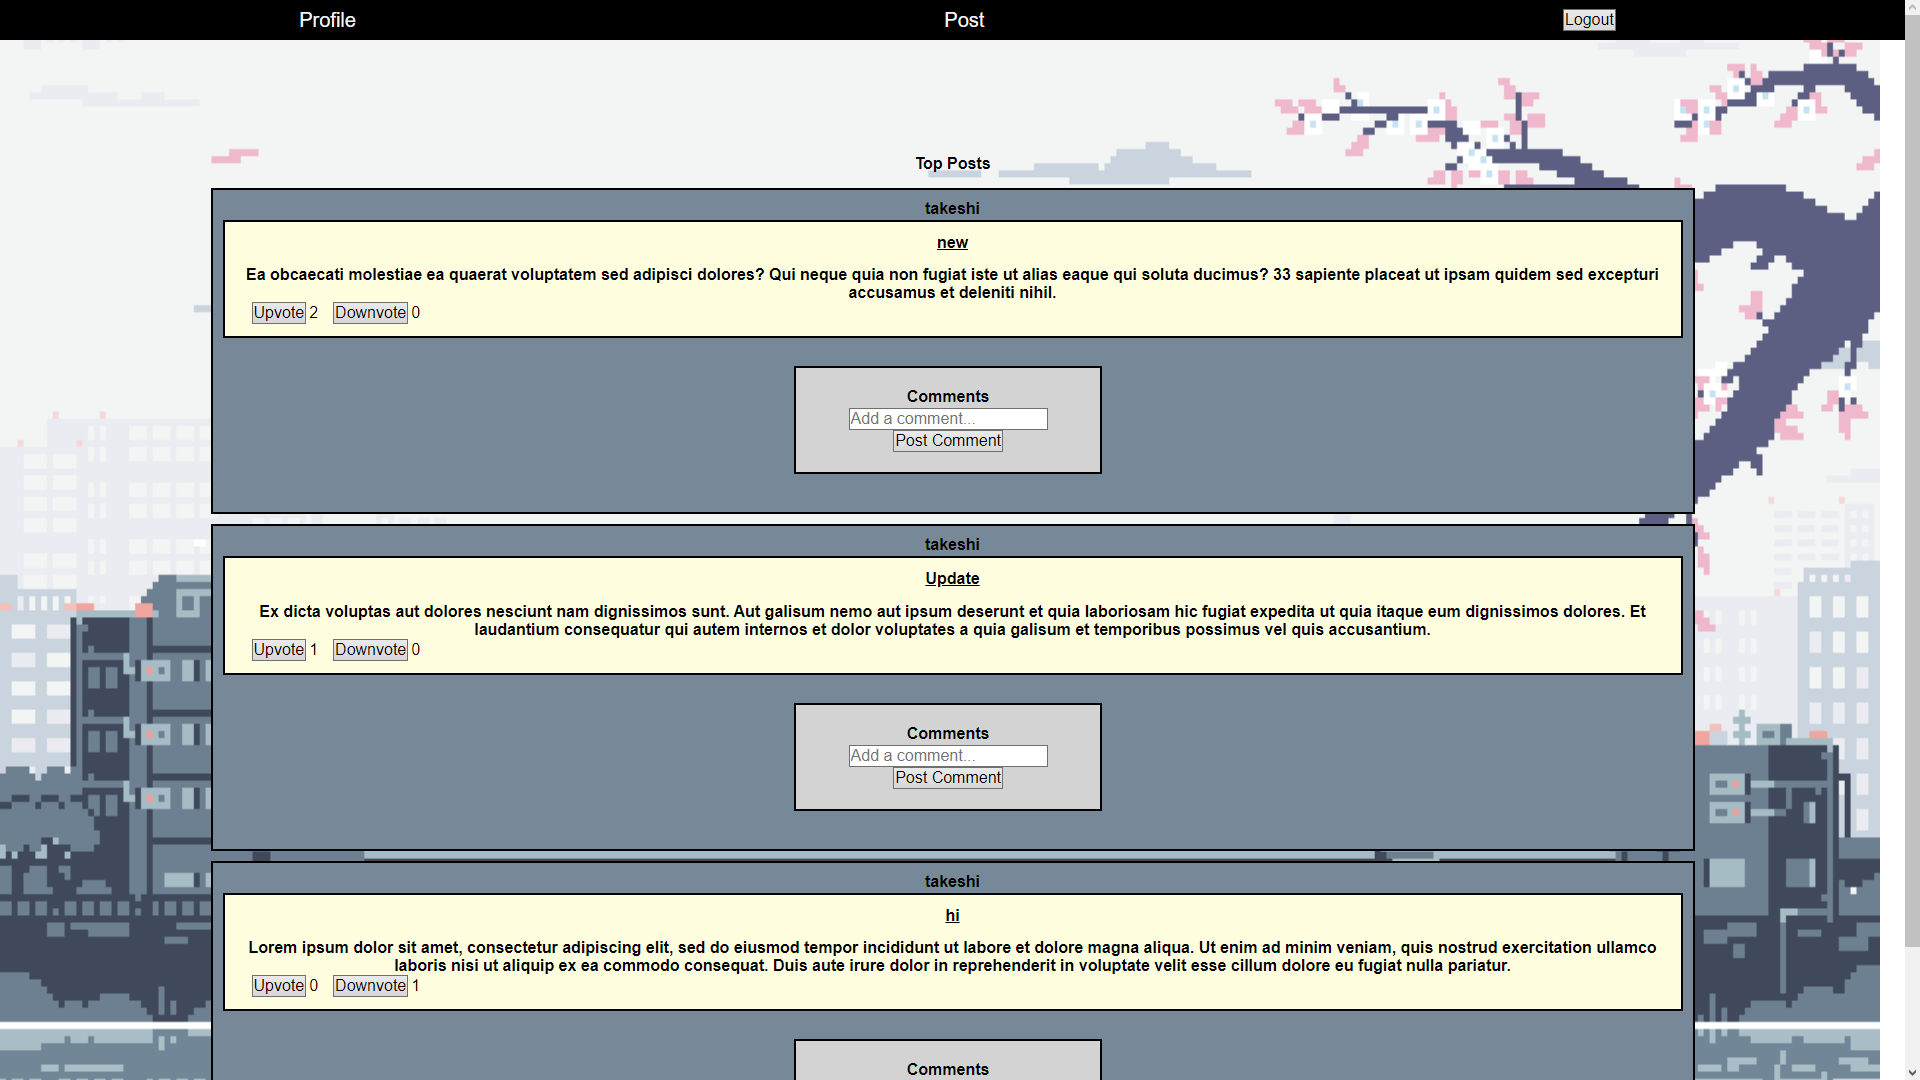 Profile Post Logout
Top Posts
takeshi
new
Ea obcaecati molestiae ea quaerat voluptatem sed adipisci dolores? Qui neque quia non fugiat iste ut alias eaque qui soluta ducimus? 33 sapiente placeat ut ipsam quidem sed excepturi
accusamus et deleniti nihil.
Upvote 2 Downvote 0
Comments
Add a comment...
Post Comment
takeshi
Update
Ex dicta voluptas aut dolores nesciunt nam dignissimos sunt. Aut galisum nemo aut ipsum deserunt et quia laboriosam hic fugiat expedita ut quia itaque eum dignissimos dolores. Et
laudantium consequatur qui autem internos et dolor voluptates a quia galisum et temporibus possimus vel quis accusantium.
Upvote 1 Downvote 0
Comments
Add a comment...
Post Comment
takeshi
hi
Lorem ipsum dolor sit amet, consectetur adipiscing elit, sed do eiusmod tempor incididunt ut labore et dolore magna aliqua. Ut enim ad minim veniam, quis nostrud exercitation ullamco
laboris nisi ut aliquip ex ea commodo consequat. Duis aute irure dolor in reprehenderit in voluptate velit esse cillum dolore eu fugiat nulla pariatur.
Upvote 0 Downvote 1
Comments